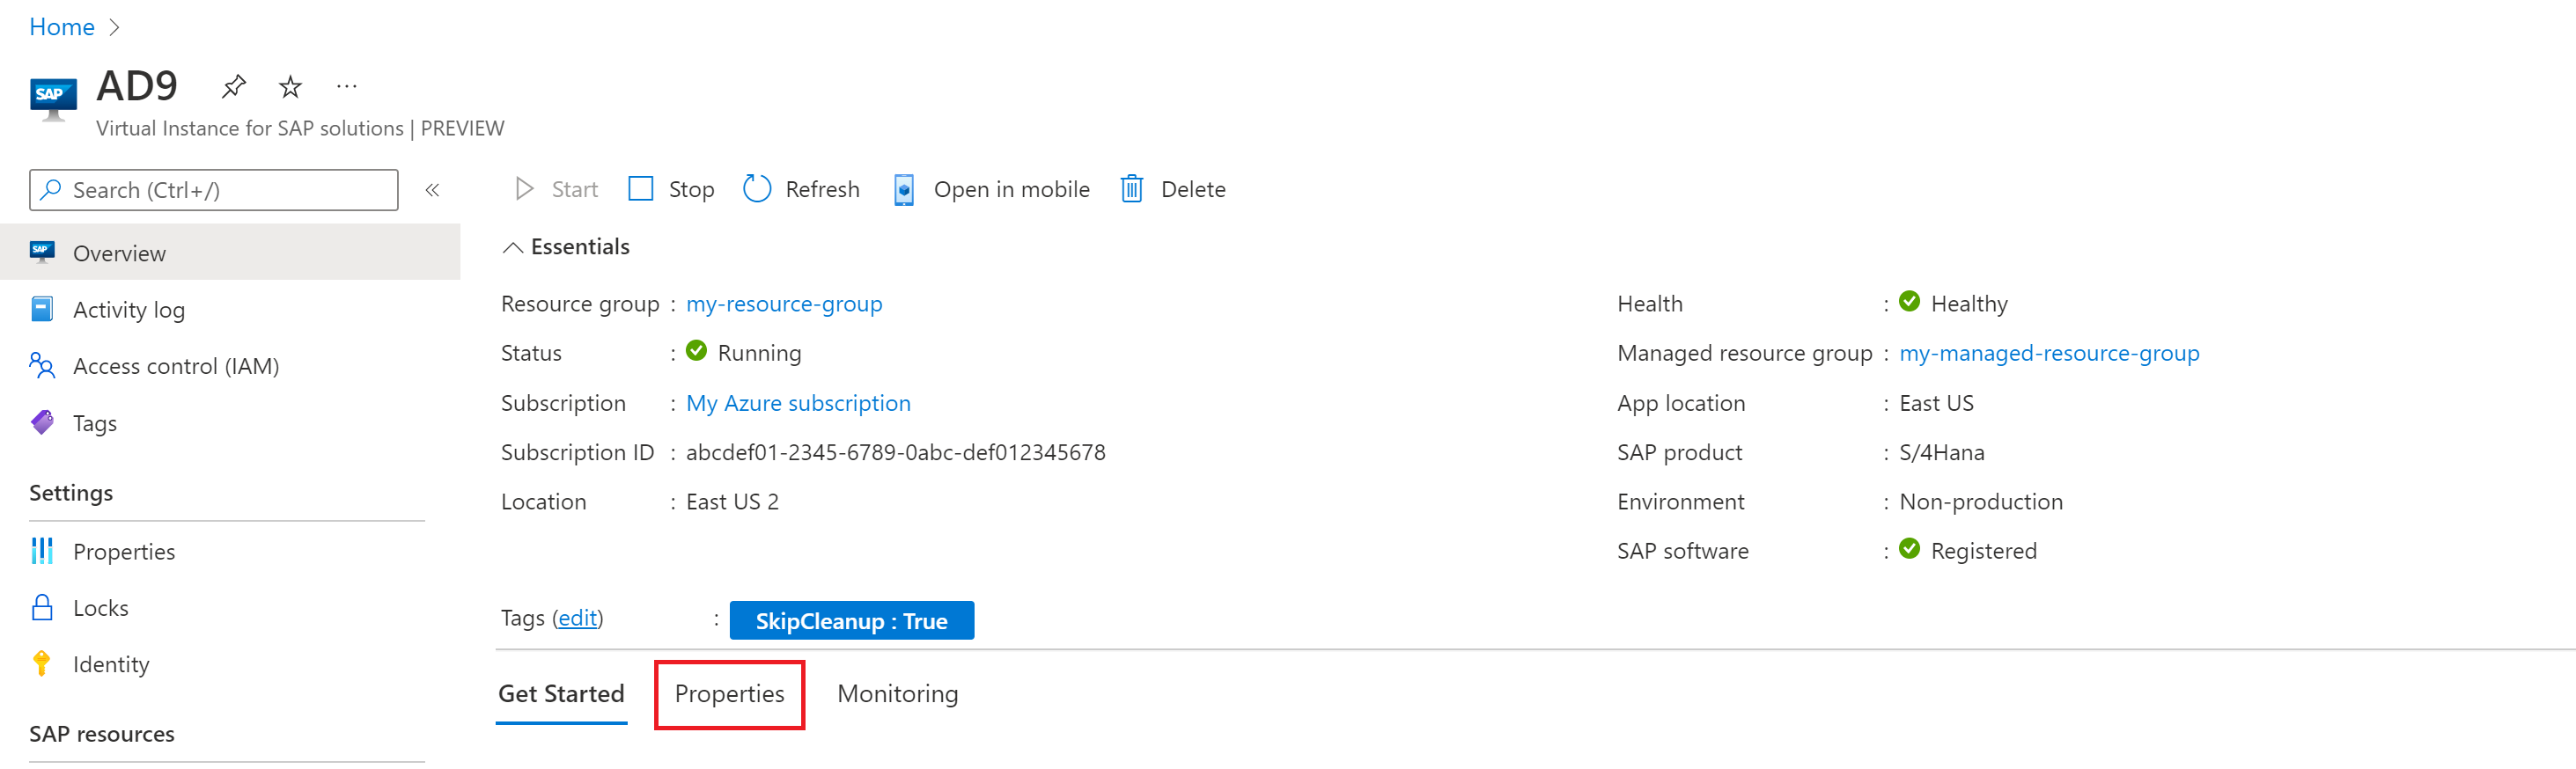 Home
SAP
AD9
Virtual Instance for SAP solutions | PREVIEW
Search (Ctrl+/)
Start
Stop
Refresh
Open in mobile
Delete
SAP
Overview
Activity log
Access control (IAM)
Tags
Settings
Properties
Locks
Identity
SAP resources
Essentials
Resource group : my-resource-group
Status : Running
Subscription : My Azure subscription
Subscription ID : abcdef01-2345-6789-0abc-def012345678
Location : East US 2
Health : Healthy
Managed resource group : my-managed-resource-group
App location : East US
SAP product : S/4Hana
Environment : Non-production
SAP software : Registered
Tags (edit) : SkipCleanup : True
Get Started
Properties
Monitoring